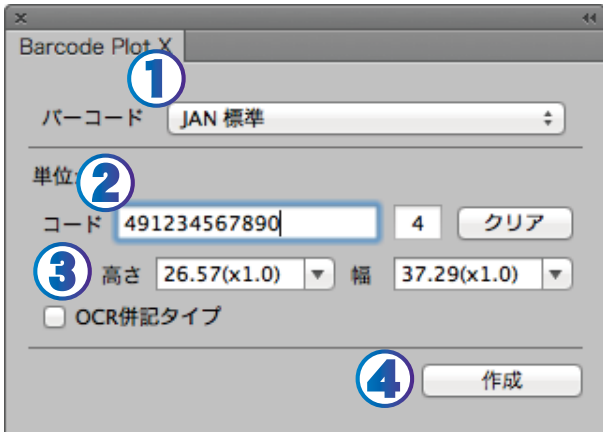 Barcode Plot X
1
バーコード JAN 標準
単位:
2
コード 491234567890 4 クリア
3 高さ 26.57(x1.0) 幅 37.29(x1.0)
OCR併記タイプ
4 作成